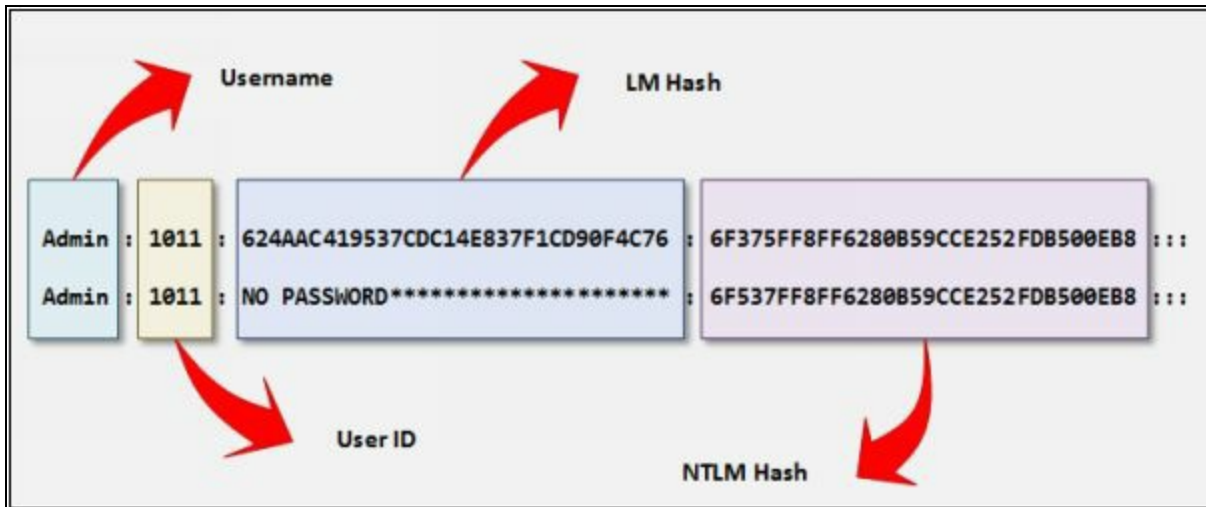 Username
LM Hash
Admin : 1011 : 624AAC419537CDC14E837F1CD90F4C76 : 6F375FF8FF6280B59CCE252FDB500EB8 :::
Admin : 1011 : NO PASSWORD********************* : 6F537FF8FF6280B59CCE252FDB500EB8 :::
User ID
NTLM Hash